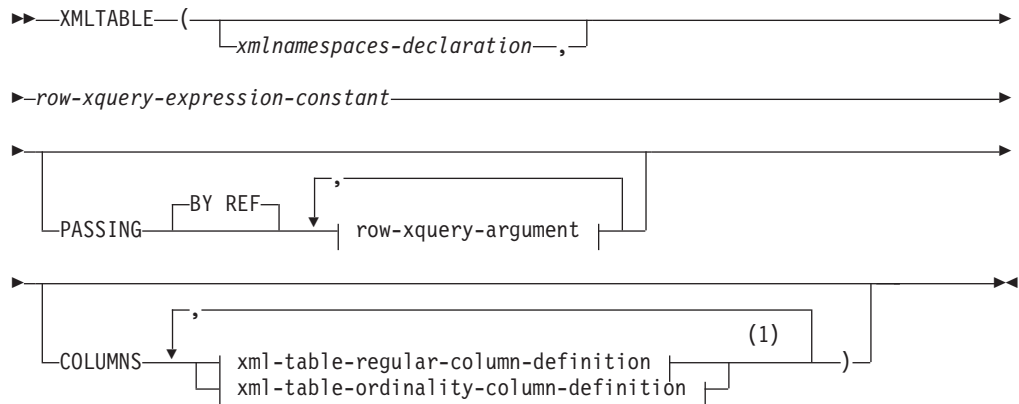 XMLTABLE (
xmlnamespaces-declaration ,
row-xquery-expression-constant
,
BY REF
PASSING row-xquery-argument
,
(1)
COLUMNS xml-table-regular-column-definition )
xml-table-ordinality-column-definition